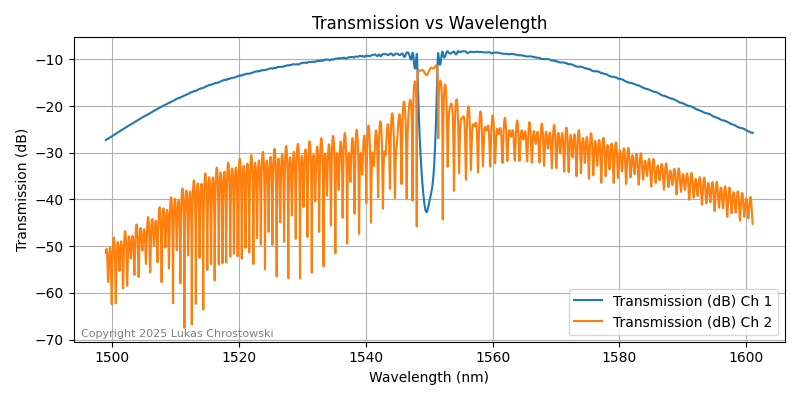 Transmission vs Wavelength
Transmission (dB)
−10
−20
−30
−40
−50
−60
−70
Transmission (dB) Ch 1
Transmission (dB) Ch 2
Copyright 2025 Lukas Chrostowski
1500 1520 1540 1560 1580 1600
Wavelength (nm)